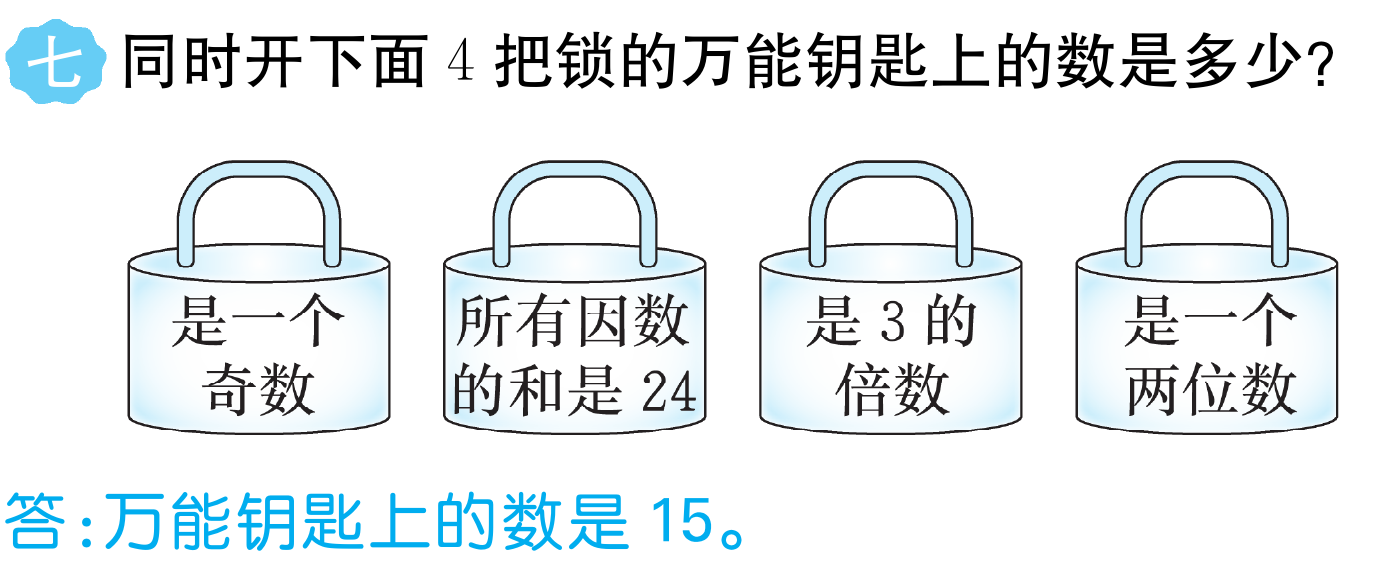 七 同时开下面 4 把锁的万能钥匙上的数是多少?
是一个
奇数
所有因数
的和是 24
是 3 的
倍数
是一个
两位数
答:万能钥匙上的数是 15。